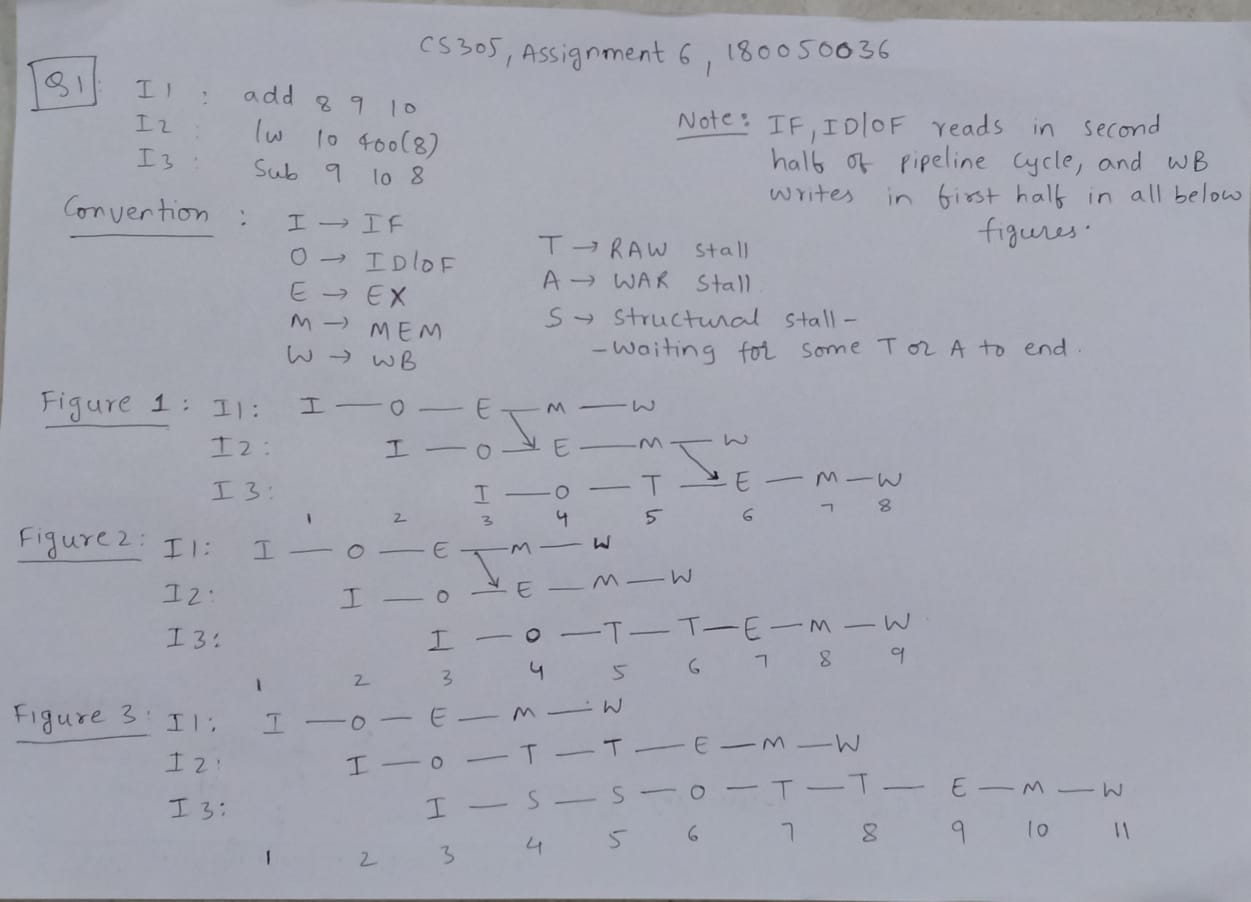 CS305, Assignment 6, 180050036
Q1
I1 : add 8 9 10
I2 : lw 10 400(8)
I3 : Sub 9 10 8
Note: IF, ID/OF reads in second
half of pipeline cycle, and WB
writes in first half in all below
figures.
Convention :
I → IF
O → ID/OF
E → EX
M → MEM
W → WB
T → RAW stall
A → WAR stall
S → structural stall -
- waiting for some T or A to end.
Figure 1 : I1: I — O — E — M — W
I2: I — O — E — M — W
I3: I — O — T — E — M — W
1 2 3 4 5 6 7 8
Figure 2: I1: I — O — E — M — W
I2: I — O — E — M — W
I3: I — O — T — T — E — M — W
1 2 3 4 5 6 7 8 9
Figure 3: I1: I — O — E — M — W
I2: I — O — T — T — E — M — W
I3: I — S — S — O — T — T — E — M — W
1 2 3 4 5 6 7 8 9 10 11